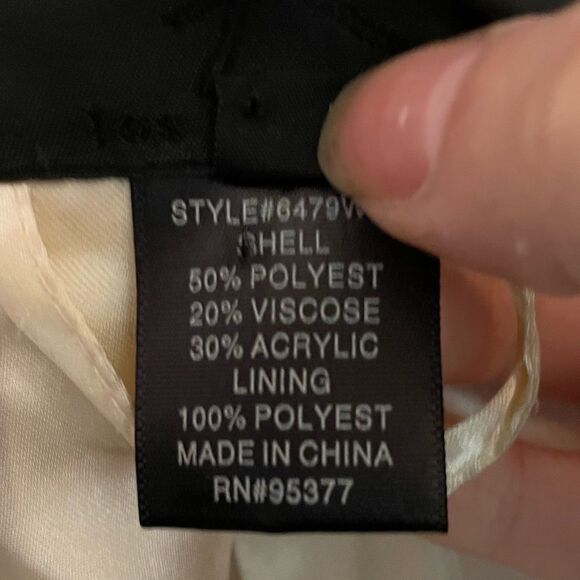 STYLE#6479W
SHELL
50% POLYEST
20% VISCOSE
30% ACRYLIC
LINING
100% POLYEST
MADE IN CHINA
RN#95377